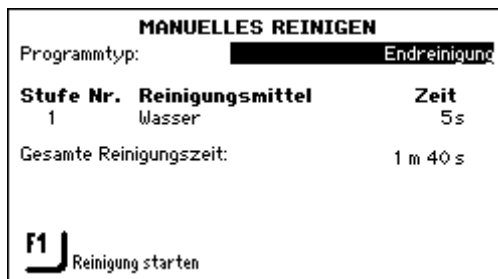 MANUELLES REINIGEN
Programmtyp: Endreinigung
Stufe Nr. Reinigungsmittel Zeit
1 Wasser 5s
Gesamte Reinigungszeit: 1 m 40 s
F1 Reinigung starten